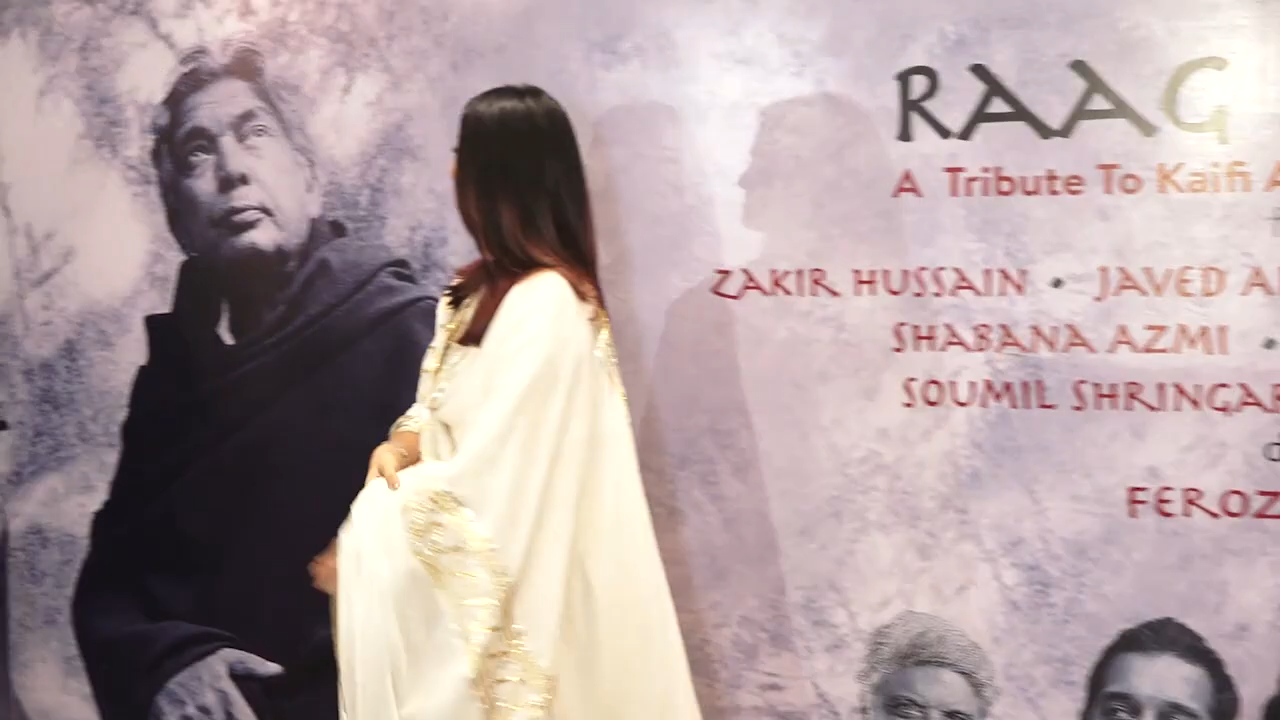 RAAG
A Tribute To Kaifi A
ZAKIR HUSSAIN • JAVED A
SHABANA AZMI •
SOUMIL SHRINGAR
FEROZ